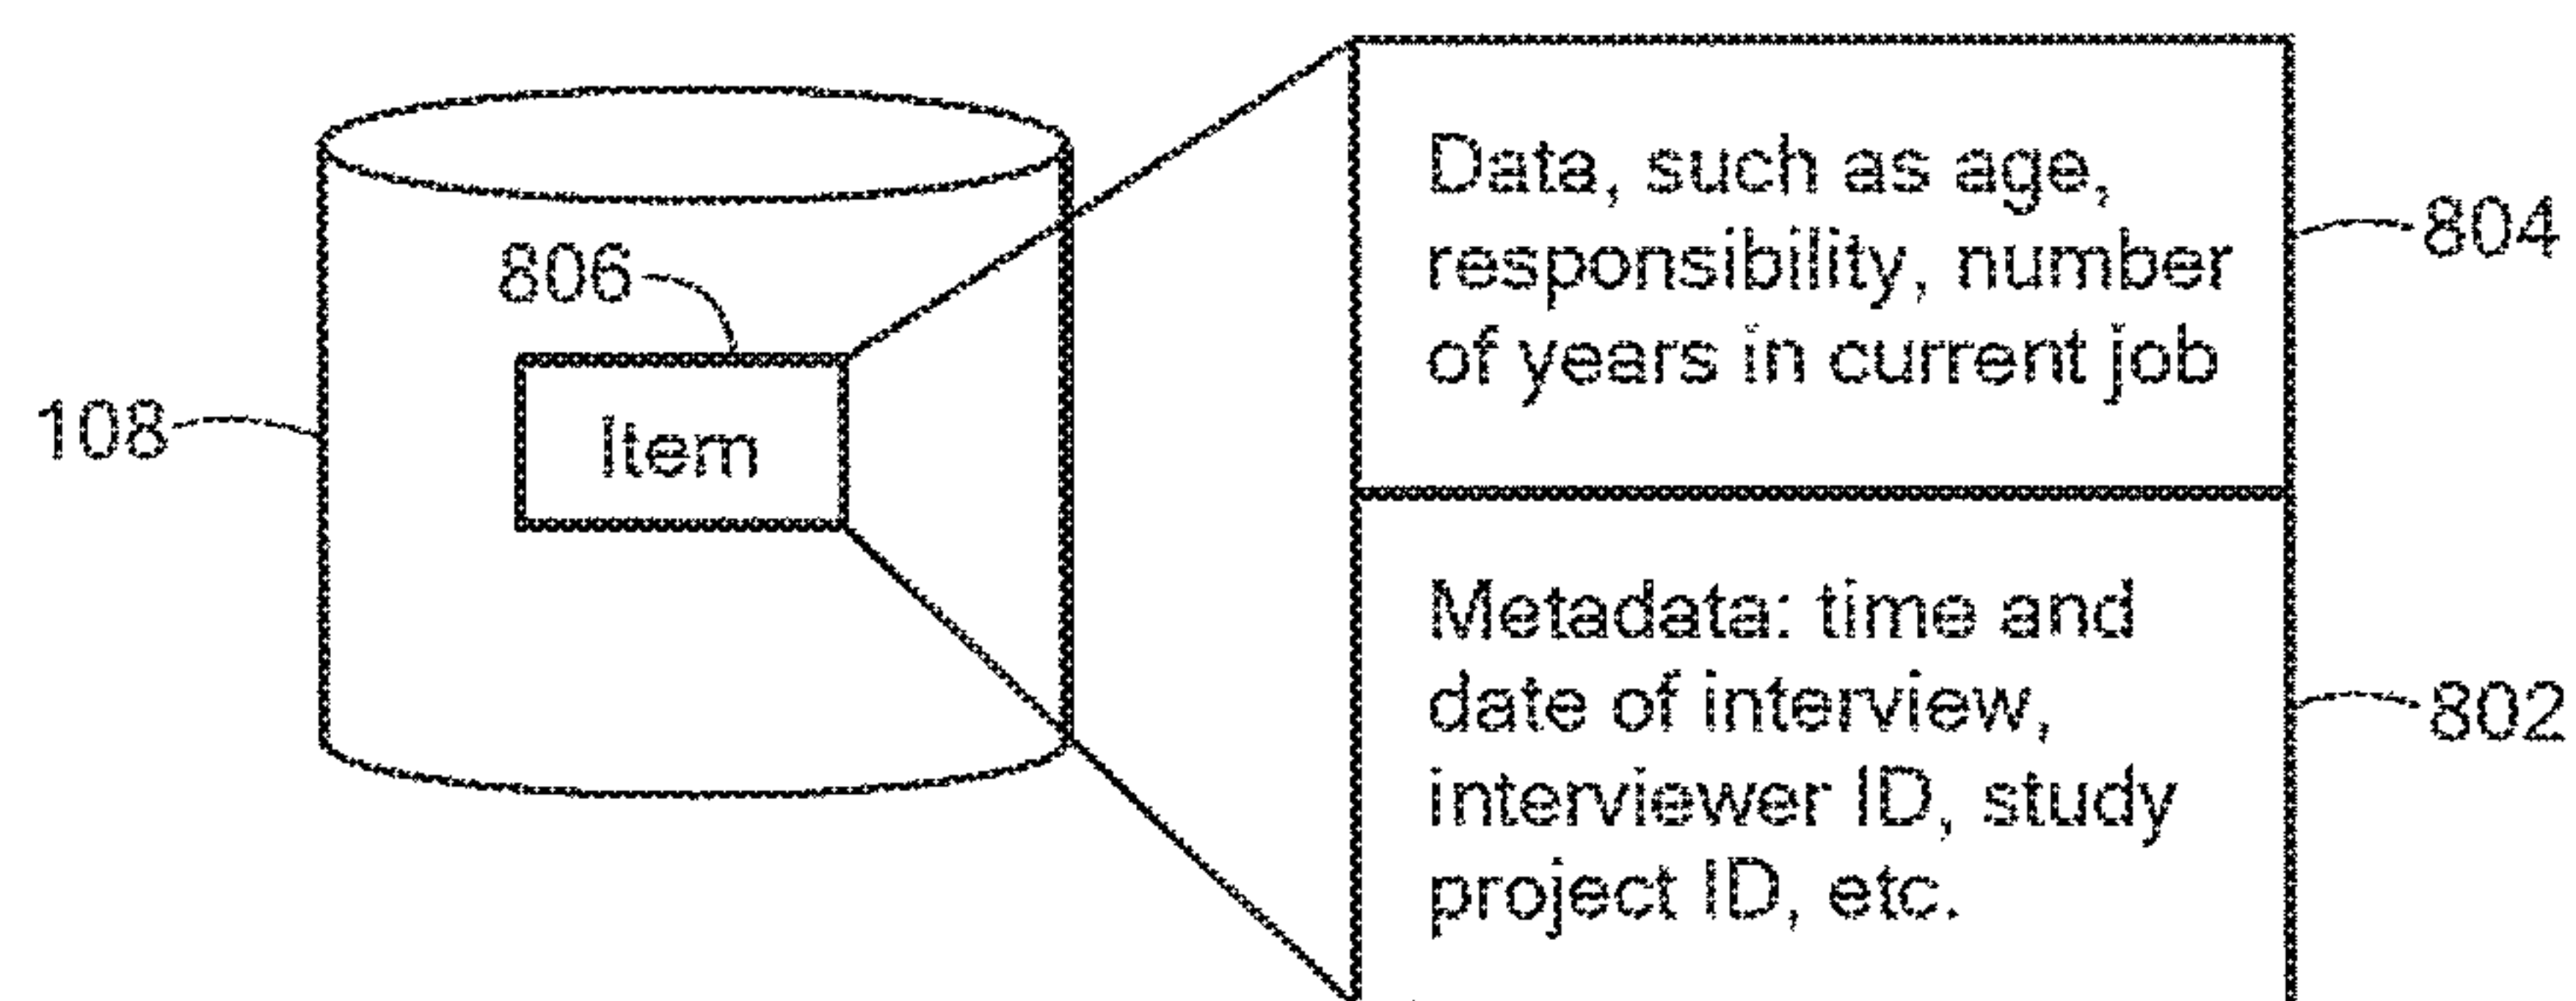 Data, such as age,
responsibility, number
of years in current job
804
806
108
Item
Metadata: time and
date of interview,
interviewer ID, study
project ID, etc.
802